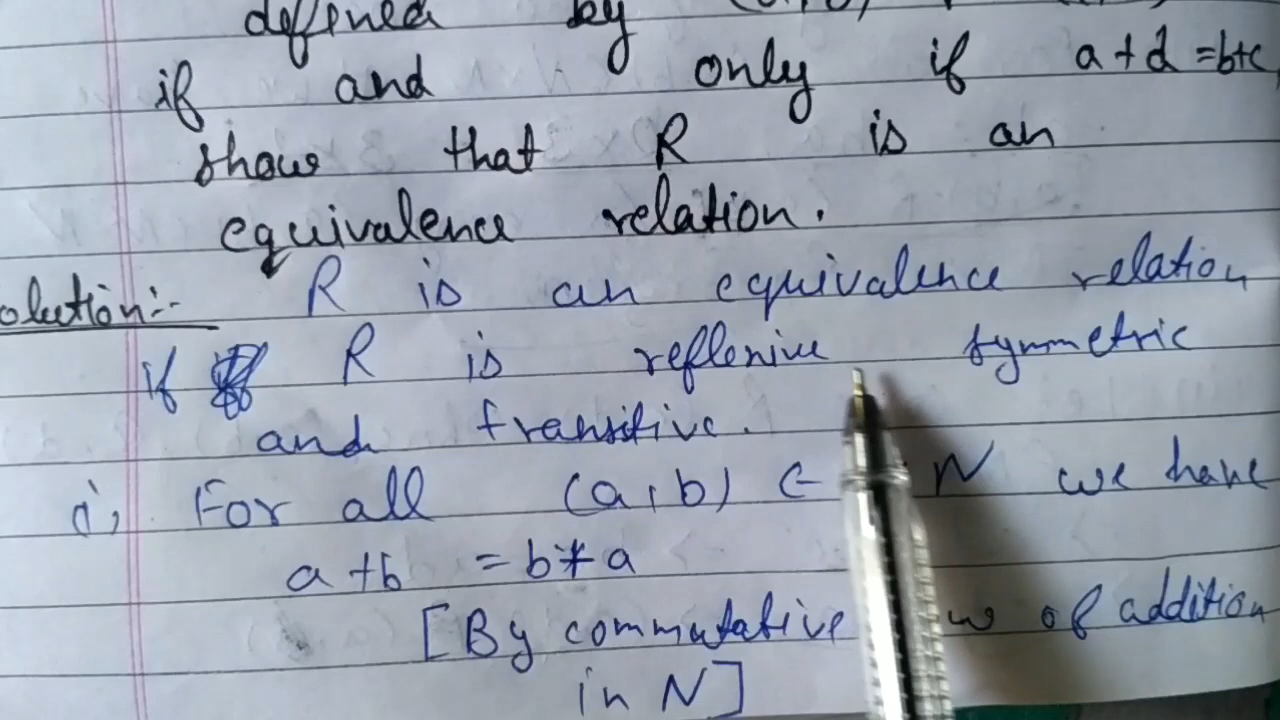 defined by
if and only if a+d=b+c
show that R is an
equivalence relation.
olution:- R is an equivalence relation
if R is reflenive symmetric
and transitive.
i, For all (a,b) ∈ N we have
a+b = b+a
[By commutative w of addition
in N]